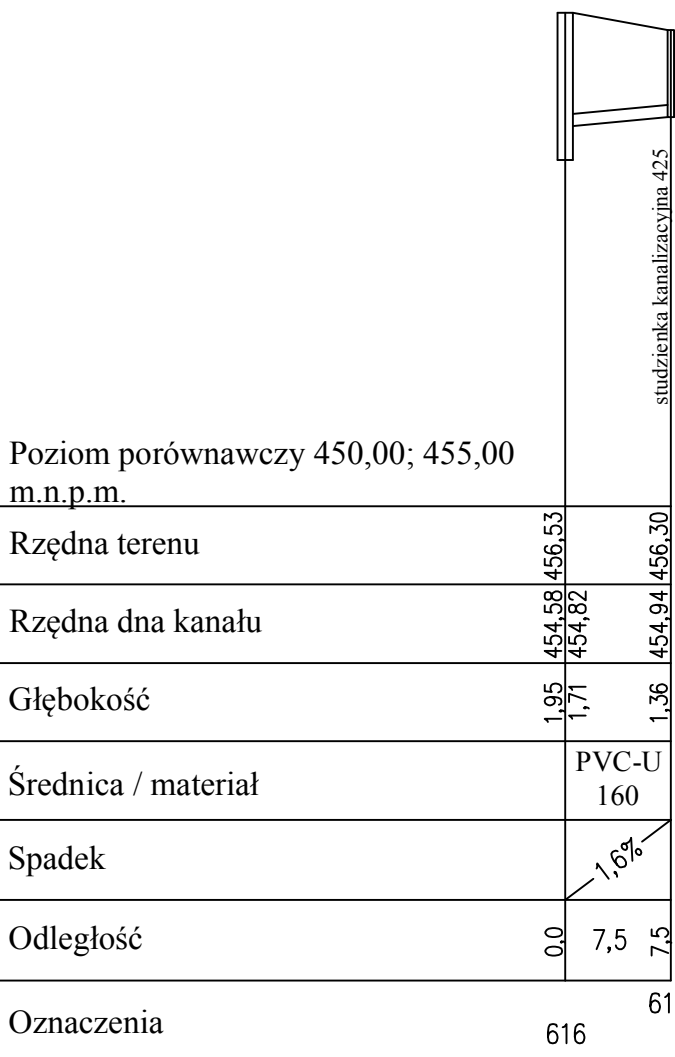 studzienka kanalizacyjna 425
Poziom porównawczy 450,00; 455,00
m.n.p.m.
Rzędna terenu 456,53 456,30
Rzędna dna kanału 454,58 454,82 454,94
Głębokość 1,95 1,71 1,36
Średnica / materiał PVC-U
160
Spadek 1,6%
Odległość 0,0 7,5 7,5
61
Oznaczenia 616